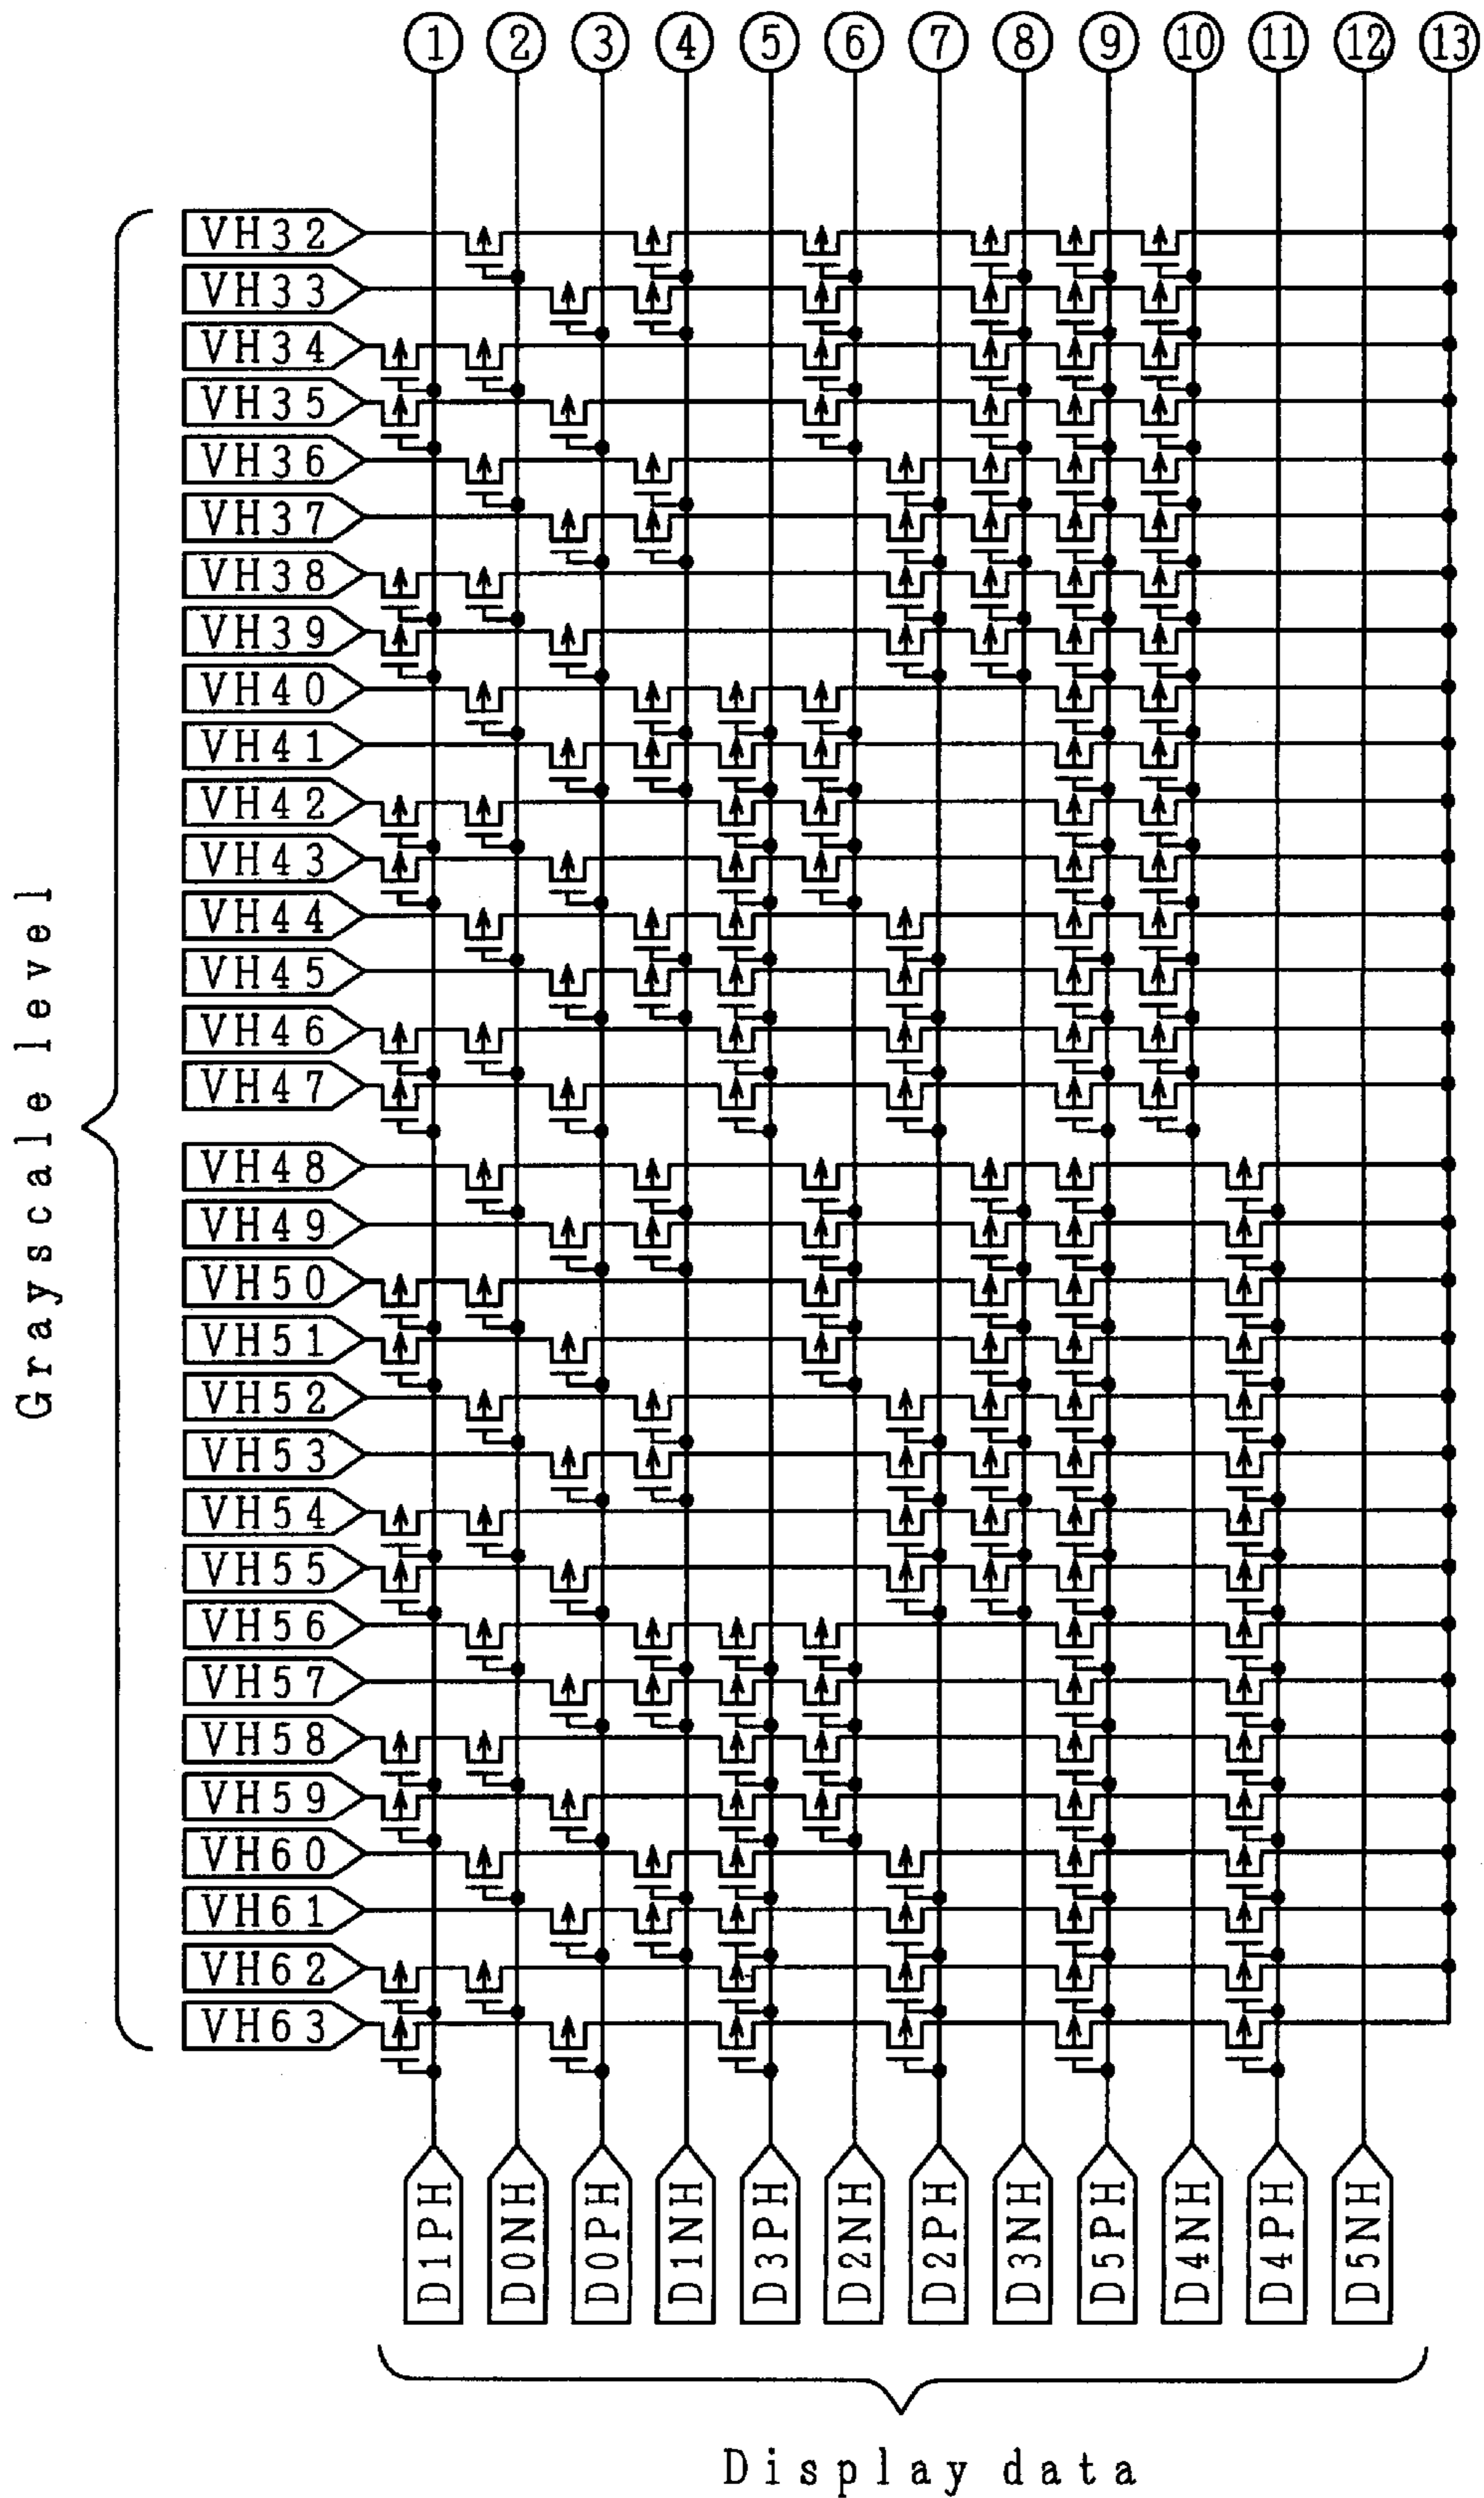 ① ② ③ ④ ⑤ ⑥ ⑦ ⑧ ⑨ ⑩ ⑪ ⑫ ⑬
Grayscale level
VH32
VH33
VH34
VH35
VH36
VH37
VH38
VH39
VH40
VH41
VH42
VH43
VH44
VH45
VH46
VH47
VH48
VH49
VH50
VH51
VH52
VH53
VH54
VH55
VH56
VH57
VH58
VH59
VH60
VH61
VH62
VH63
D1PH
D0NH
D0PH
D1NH
D3PH
D2NH
D2PH
D3NH
D5PH
D4NH
D4PH
D5NH
Display data